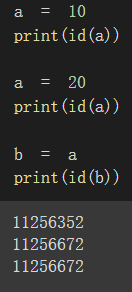 a = 10
print(id(a))
a = 20
print(id(a))
b = a
print(id(b))
11256352
11256672
11256672